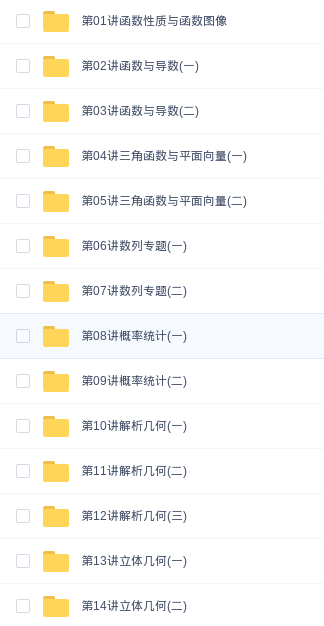 第01讲函数性质与函数图像
第02讲函数与导数(一)
第03讲函数与导数(二)
第04讲三角函数与平面向量(一)
第05讲三角函数与平面向量(二)
第06讲数列专题(一)
第07讲数列专题(二)
第08讲概率统计(一)
第09讲概率统计(二)
第10讲解析几何(一)
第11讲解析几何(二)
第12讲解析几何(三)
第13讲立体几何(一)
第14讲立体几何(二)